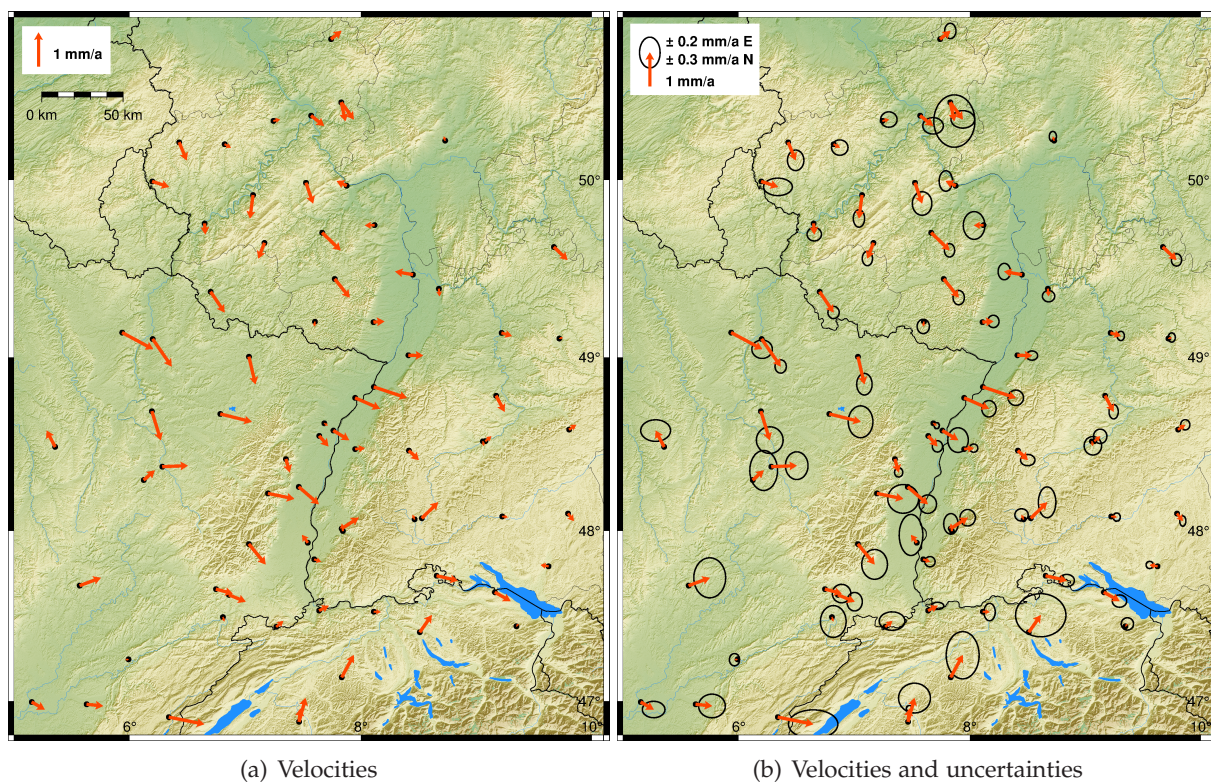 1 mm/a
0 km 50 km
50°
49°
48°
47°
6° 8° 10°
± 0.2 mm/a E
± 0.3 mm/a N
1 mm/a
50°
49°
48°
47°
6° 8° 10°
(a) Velocities
(b) Velocities and uncertainties